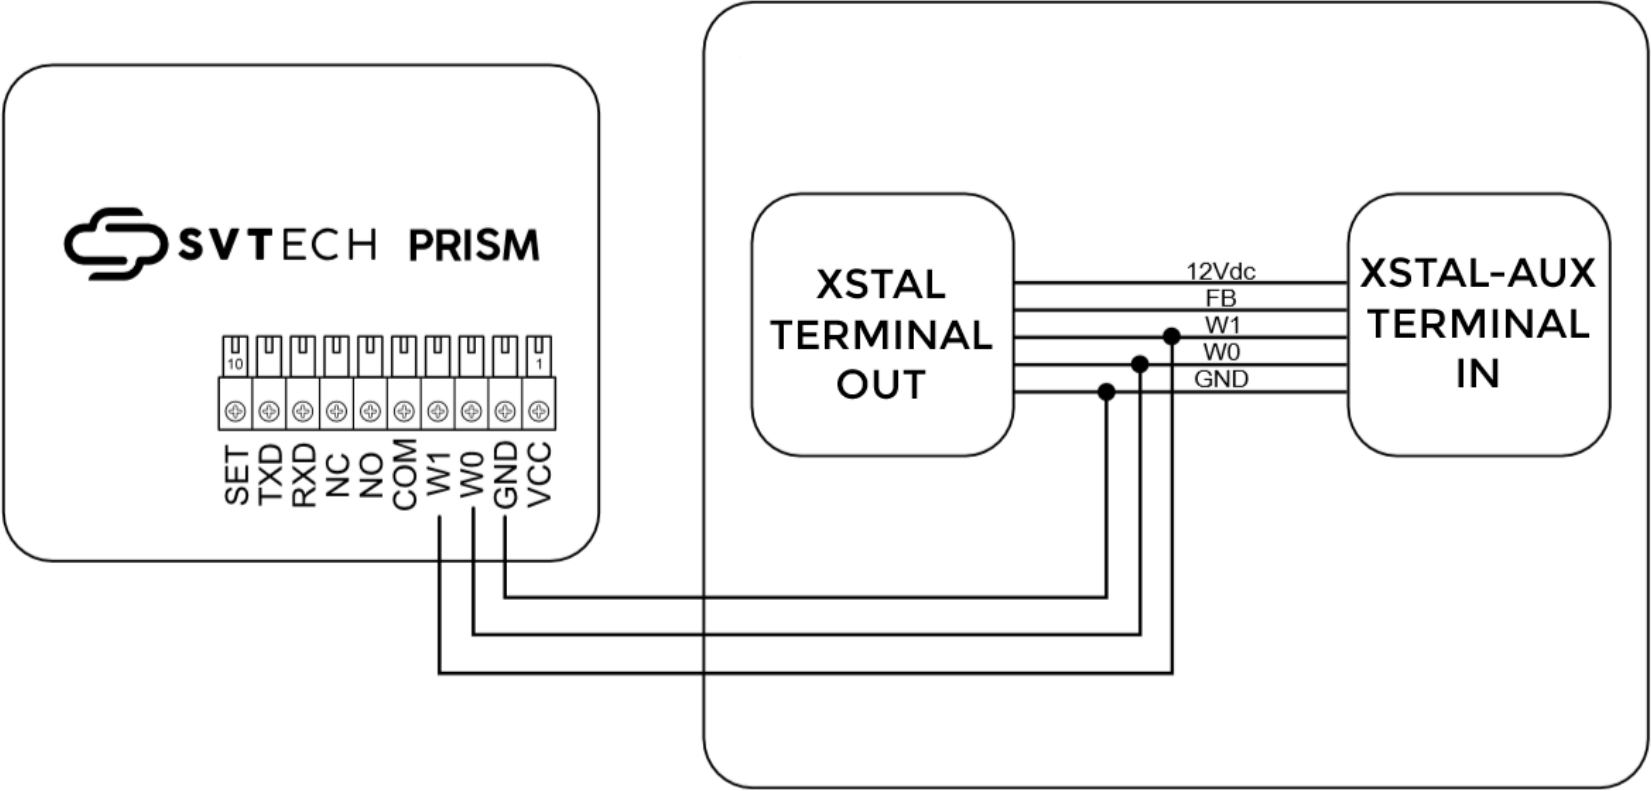 SVTECH PRISM
10
1
SET
TXD
RXD
NC
NO
COM
W1
W0
GND
VCC
XSTAL
TERMINAL
OUT
12Vdc
FB
W1
W0
GND
XSTAL-AUX
TERMINAL
IN